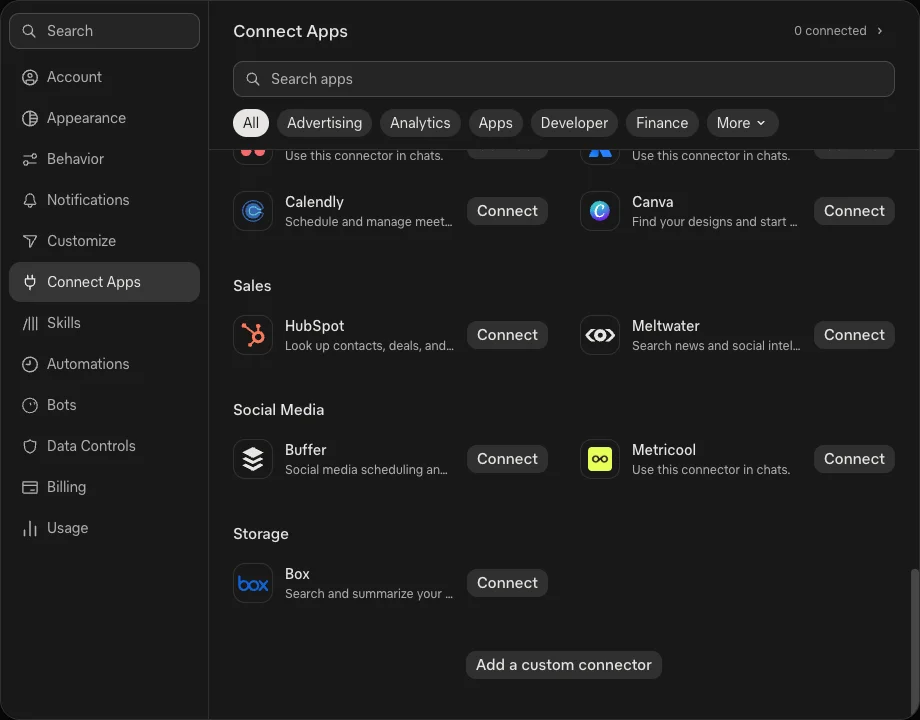 Search
Account
Appearance
Behavior
Notifications
Customize
Connect Apps
Skills
Automations
Bots
Data Controls
Billing
Usage
Connect Apps
0 connected
Search apps
All
Advertising
Analytics
Apps
Developer
Finance
More
Use this connector in chats.
Use this connector in chats.
Calendly
Schedule and manage meet...
Connect
Canva
Find your designs and start ...
Connect
Sales
HubSpot
Look up contacts, deals, and...
Connect
Meltwater
Search news and social intel...
Connect
Social Media
Buffer
Social media scheduling an...
Connect
Metricool
Use this connector in chats.
Connect
Storage
box
Box
Search and summarize your ...
Connect
Add a custom connector